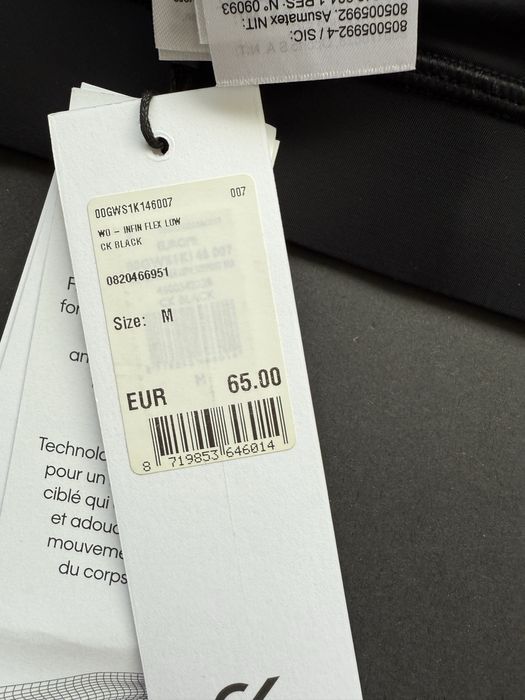 805005992-4 / SIC:
805005992. Asumatex NIT:
RES: N° 09093
00GWS1K146007 007
WO - INFIN FLEX LOW
CK BLACK
0820466951
Size: M
EUR 65.00
8 719853 646014
Technolo
pour un
ciblé qui
et adouc
mouveme
du corps